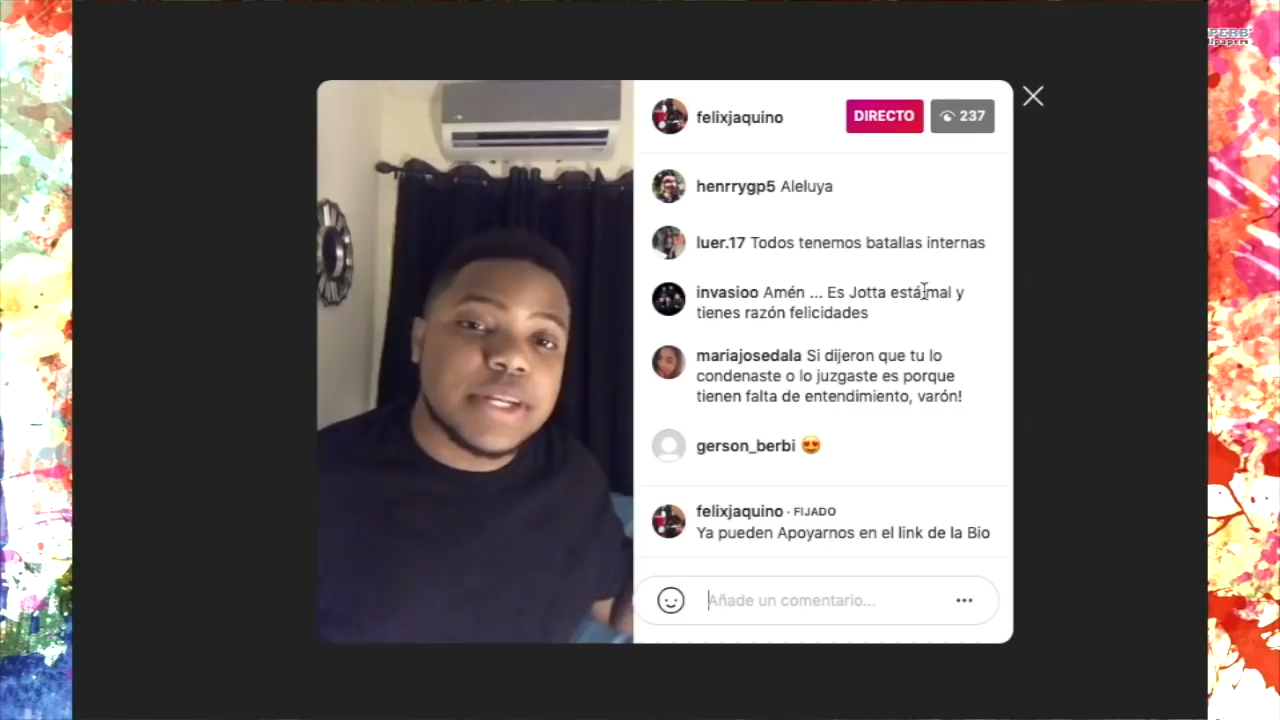 felixjaquino
DIRECTO
237
henrrygp5 Aleluya
luer.17 Todos tenemos batallas internas
invasioo Amén ... Es Jotta está mal y
tienes razón felicidades
mariajosedala Si dijeron que tu lo
condenaste o lo juzgaste es porque
tienen falta de entendimiento, varón!
gerson_berbi 😍
felixjaquino · FIJADO
Ya pueden Apoyarnos en el link de la Bio
Añade un comentario...